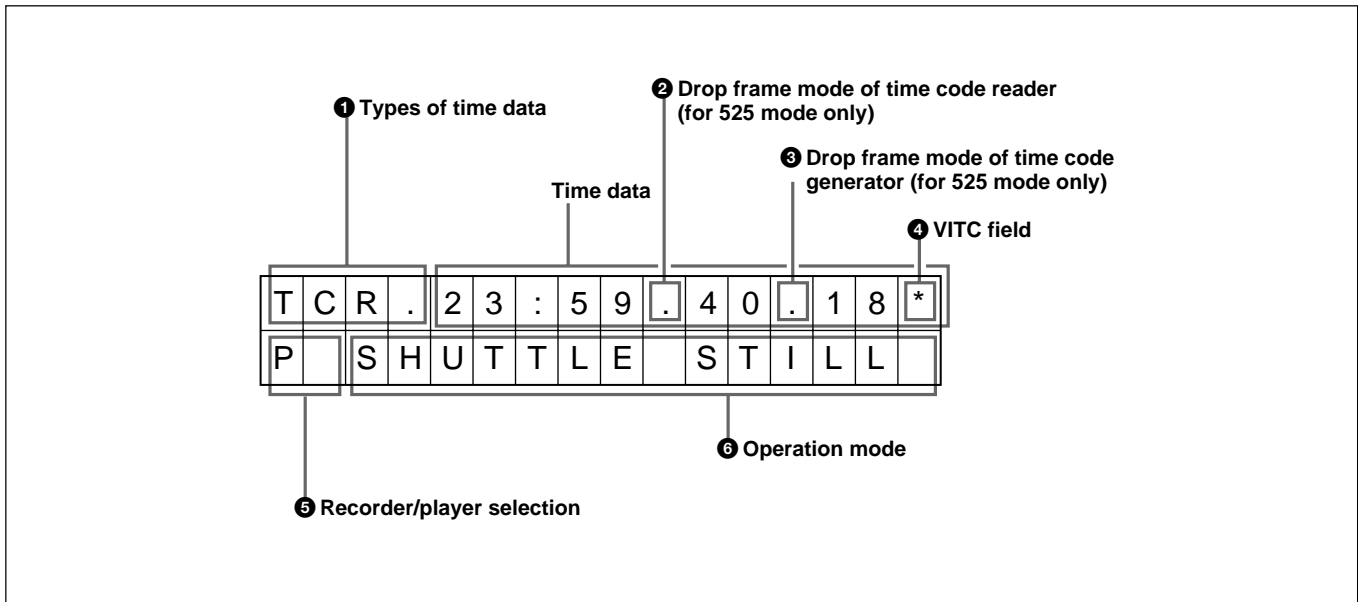 ❷ Drop frame mode of time code reader
(for 525 mode only)
❶ Types of time data
❸ Drop frame mode of time code
generator (for 525 mode only)
Time data
❹ VITC field
TCR.23:59.40.18*
P SHUTTLE STILL
❻ Operation mode
❺ Recorder/player selection